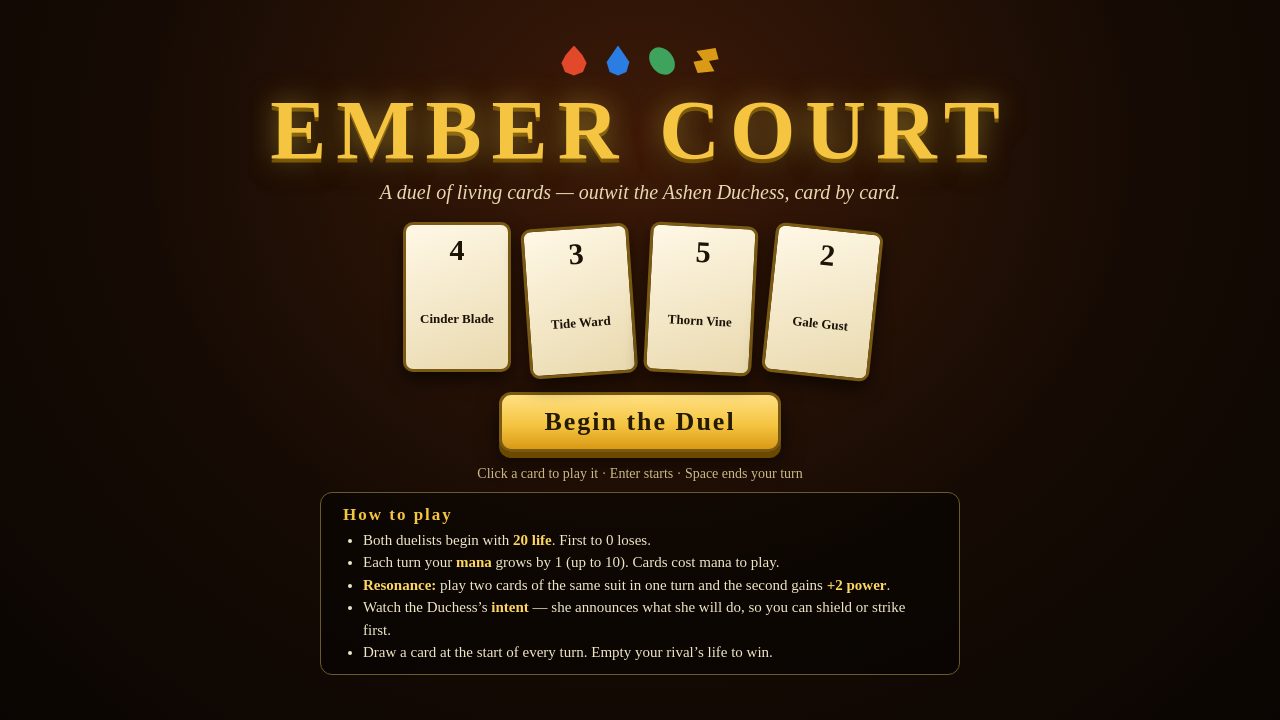 EMBER COURT
A duel of living cards — outwit the Ashen Duchess, card by card.
4
Cinder Blade
3
Tide Ward
5
Thorn Vine
2
Gale Gust
Begin the Duel
Click a card to play it · Enter starts · Space ends your turn
How to play
• Both duelists begin with 20 life. First to 0 loses.
• Each turn your mana grows by 1 (up to 10). Cards cost mana to play.
• Resonance: play two cards of the same suit in one turn and the second gains +2 power.
• Watch the Duchess’s intent — she announces what she will do, so you can shield or strike
first.
• Draw a card at the start of every turn. Empty your rival’s life to win.